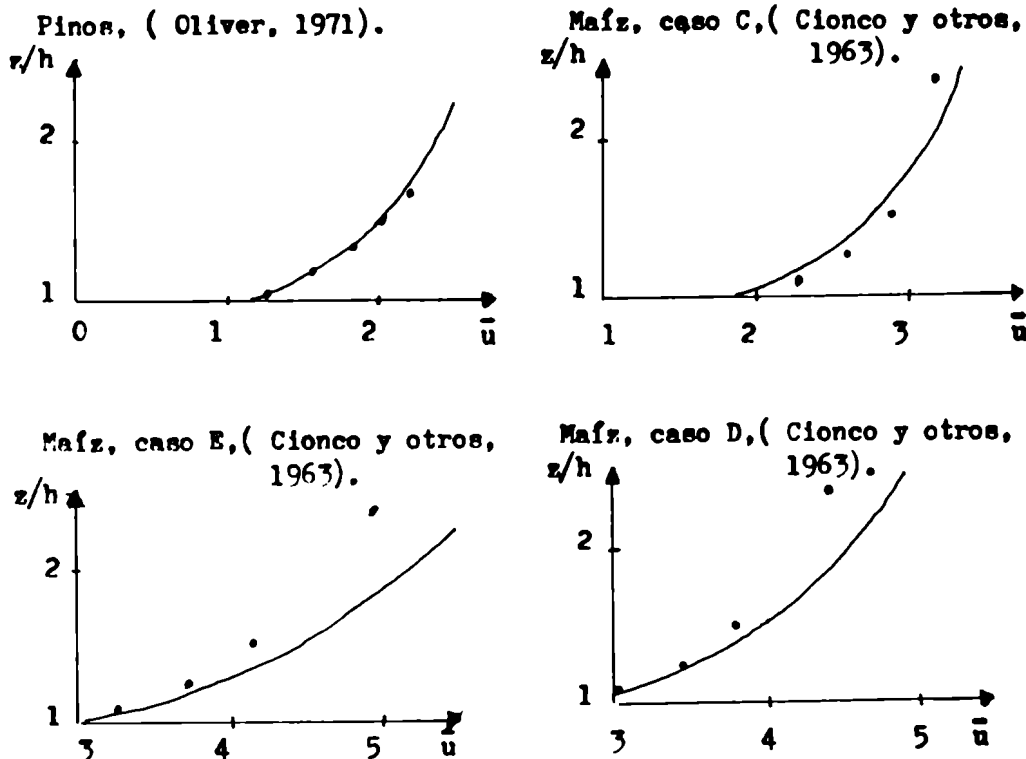 Pinos, ( Oliver, 1971).
z/h
2
1
0 1 2 ū
Maíz, caso C,( Cionco y otros,
1963).
z/h
2
1
1 2 3 ū
Maíz, caso E,( Cionco y otros,
1963).
z/h
2
1
3 4 5 ū
Maíz, caso D,( Cionco y otros,
1963).
z/h
2
1
3 4 5 ū